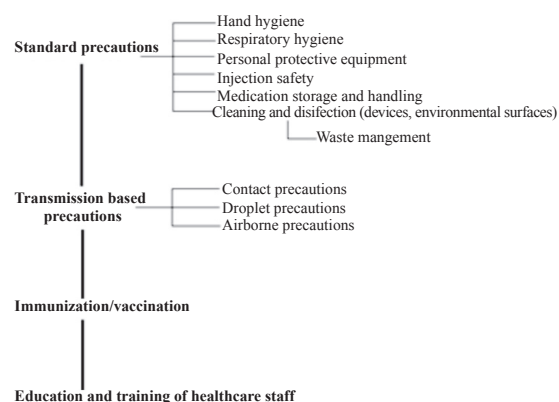 Standard precautions
Hand hygiene
Respiratory hygiene
Personal protective equipment
Injection safety
Medication storage and handling
Cleaning and disifection (devices, environmental surfaces)
Waste mangement
Transmission based
precautions
Contact precautions
Droplet precautions
Airborne precautions
Immunization/vaccination
Education and training of healthcare staff